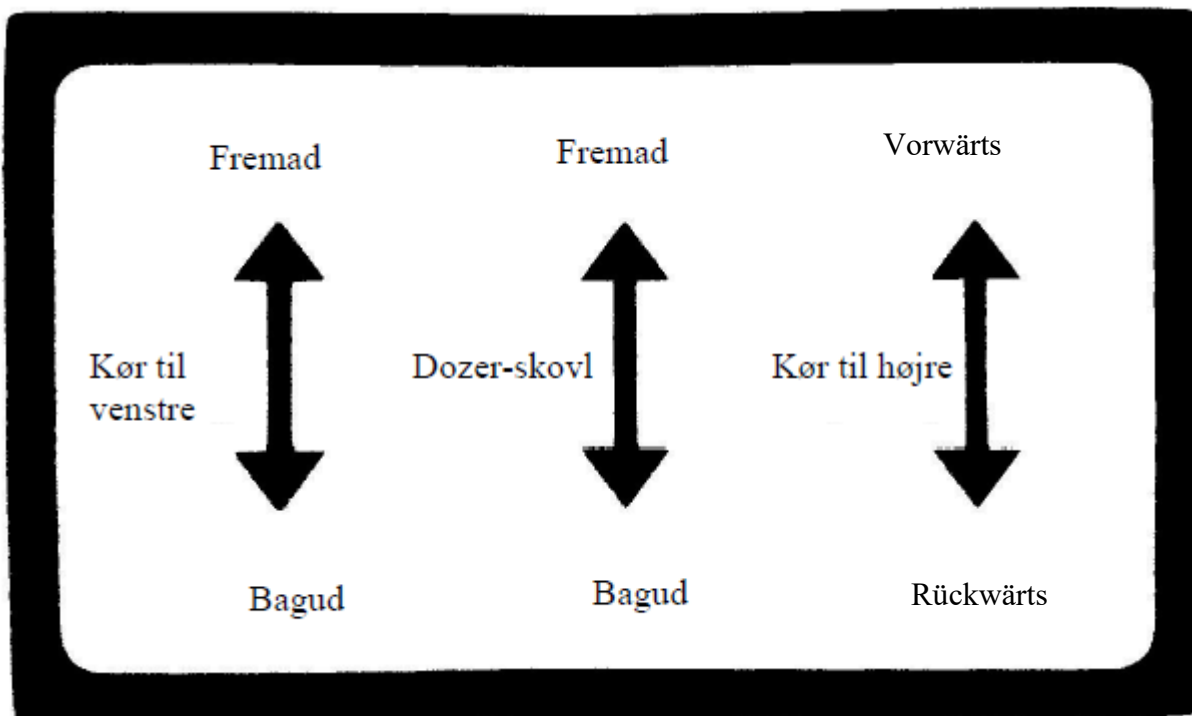 Fremad Fremad Vorwärts
Kør til
venstre
Dozer-skovl
Kør til højre
Bagud Bagud Rückwärts